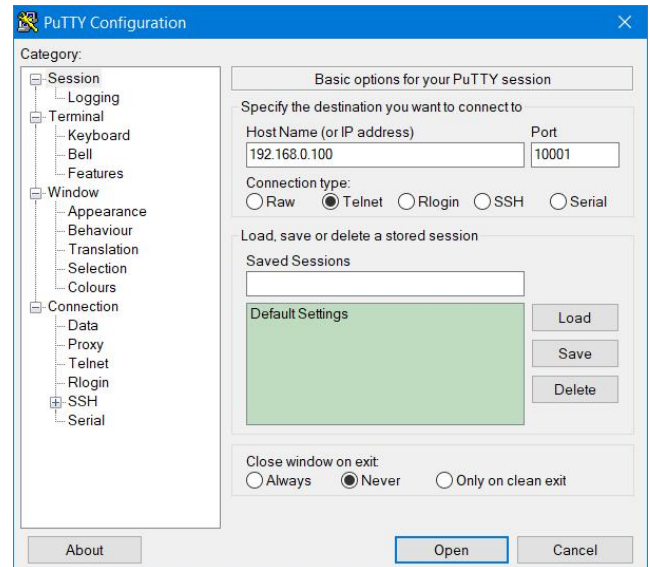 PuTTY Configuration
Category:
Session
Logging
Terminal
Keyboard
Bell
Features
Window
Appearance
Behaviour
Translation
Selection
Colours
Connection
Data
Proxy
Telnet
Rlogin
SSH
Serial
Basic options for your PuTTY session
Specify the destination you want to connect to
Host Name (or IP address) Port
192.168.0.100 10001
Connection type:
Raw Telnet Rlogin SSH Serial
Load, save or delete a stored session
Saved Sessions
Default Settings
Load
Save
Delete
Close window on exit:
Always Never Only on clean exit
About Open Cancel